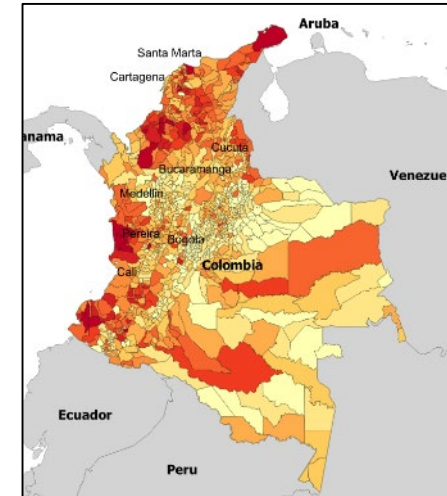 Aruba
Santa Marta
Cartagena
anama
Cucuta
Bucaramanga
Venezue
Medellin
Pereira
Bogota
Colombia
Cali
Ecuador
Peru